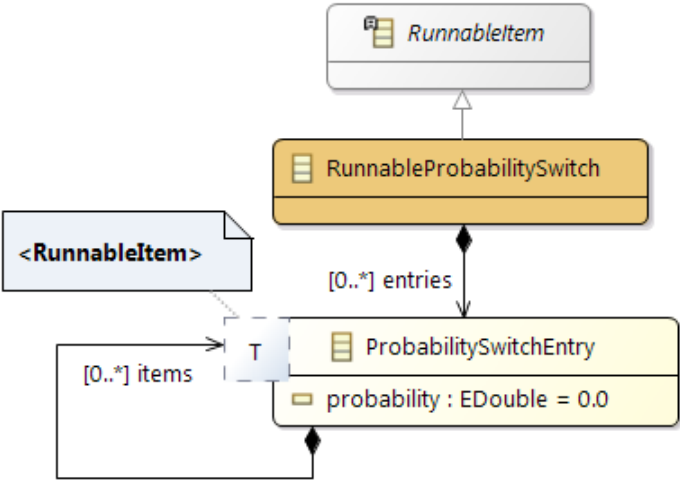 RunnableItem
RunnableProbabilitySwitch
<RunnableItem>
[0..*] entries
T
ProbabilitySwitchEntry
[0..*] items
probability : EDouble = 0.0